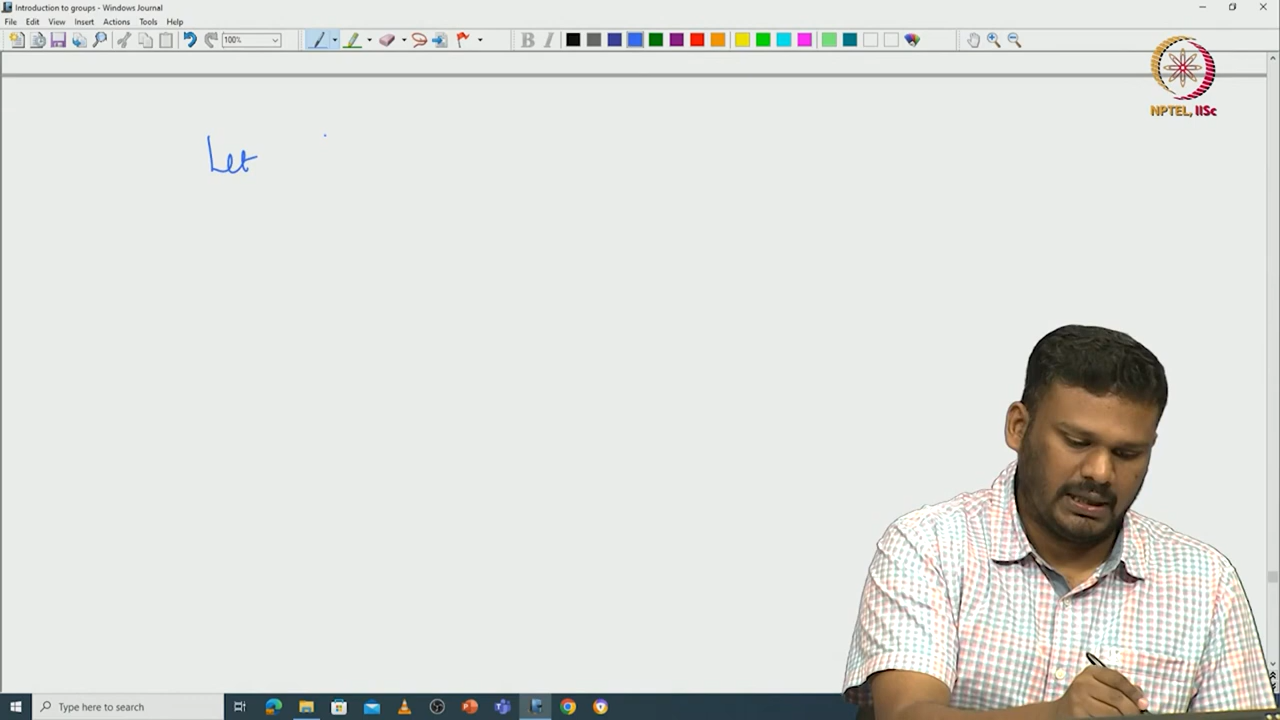 Introduction to groups - Windows Journal
File Edit View Insert Actions Tools Help
100%
B I
NPTEL, IISc
Let
Type here to search